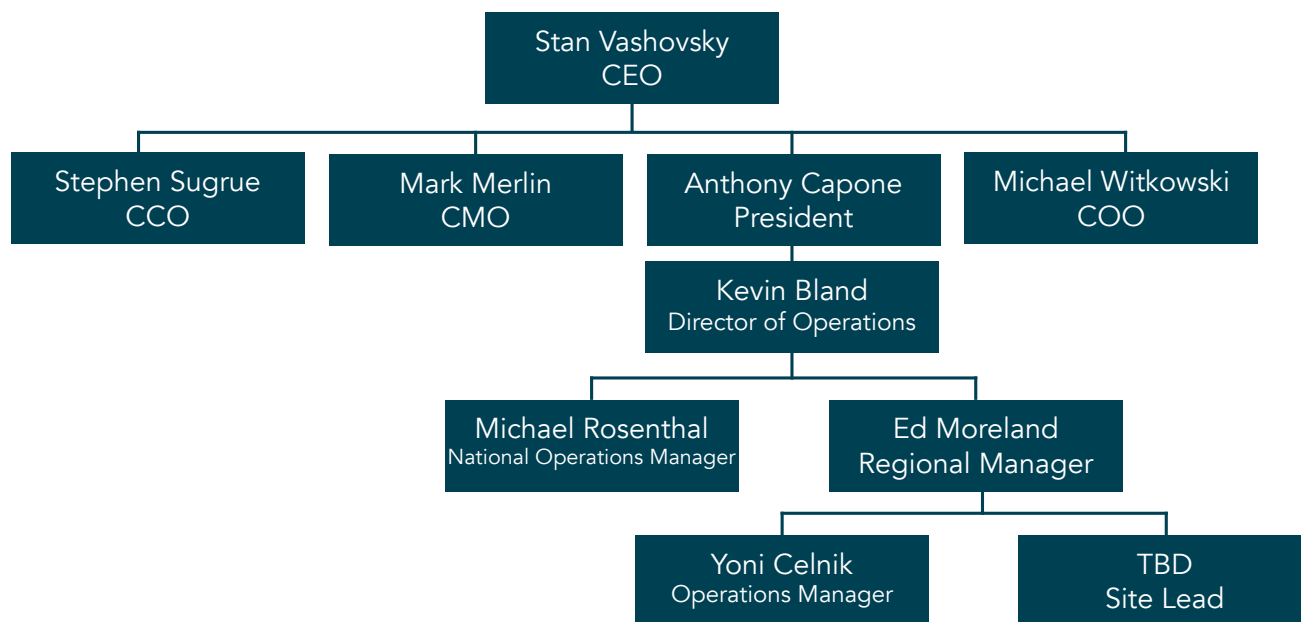 Stan Vashovsky
CEO
Stephen Sugrue
CCO
Mark Merlin
CMO
Anthony Capone
President
Michael Witkowski
COO
Kevin Bland
Director of Operations
Michael Rosenthal
National Operations Manager
Ed Moreland
Regional Manager
Yoni Celnik
Operations Manager
TBD
Site Lead